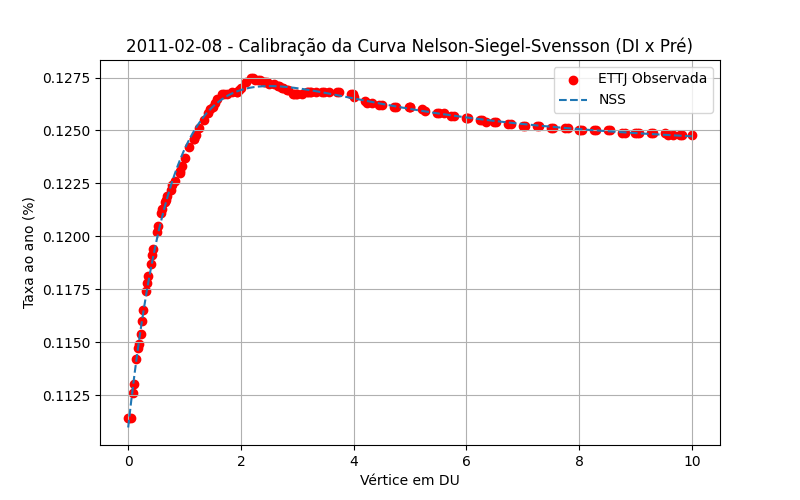 2011-02-08 - Calibração da Curva Nelson-Siegel-Svensson (DI x Pré)
ETTJ Observada
NSS
Taxa ao ano (%)
0.1275
0.1250
0.1225
0.1200
0.1175
0.1150
0.1125
0 2 4 6 8 10
Vértice em DU